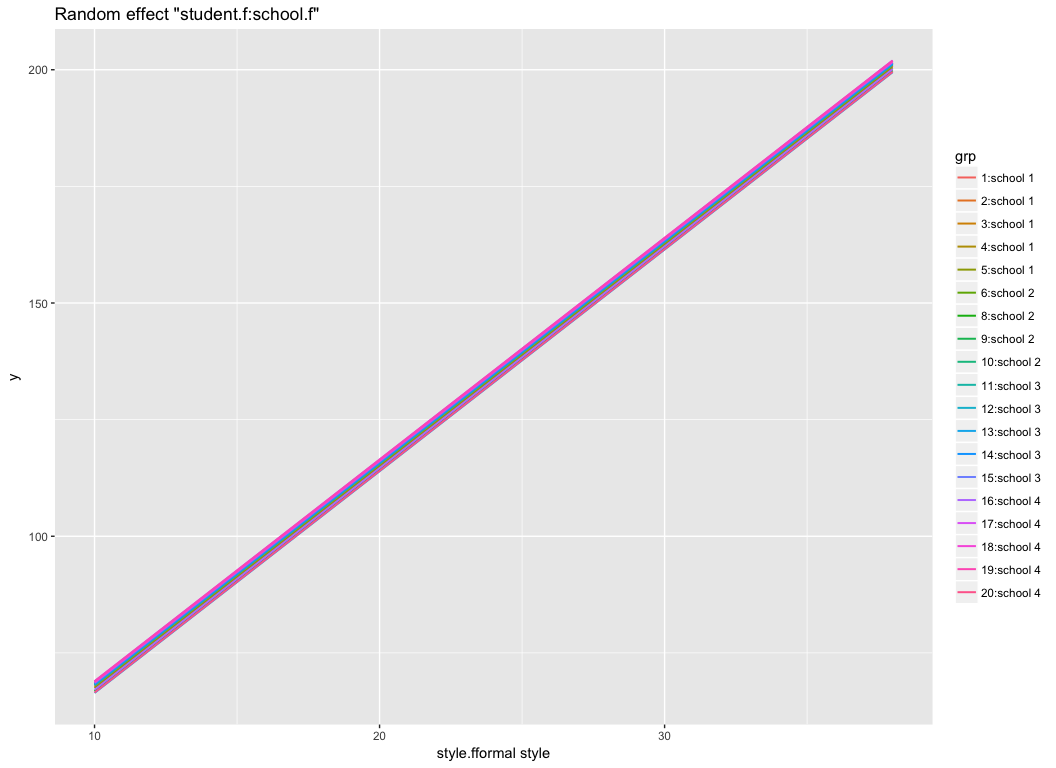 Random effect "student.f:school.f"
200
150
100
y
10
20
30
style.fformal style
grp
1:school 1
2:school 1
3:school 1
4:school 1
5:school 1
6:school 2
8:school 2
9:school 2
10:school 2
11:school 3
12:school 3
13:school 3
14:school 3
15:school 3
16:school 4
17:school 4
18:school 4
19:school 4
20:school 4